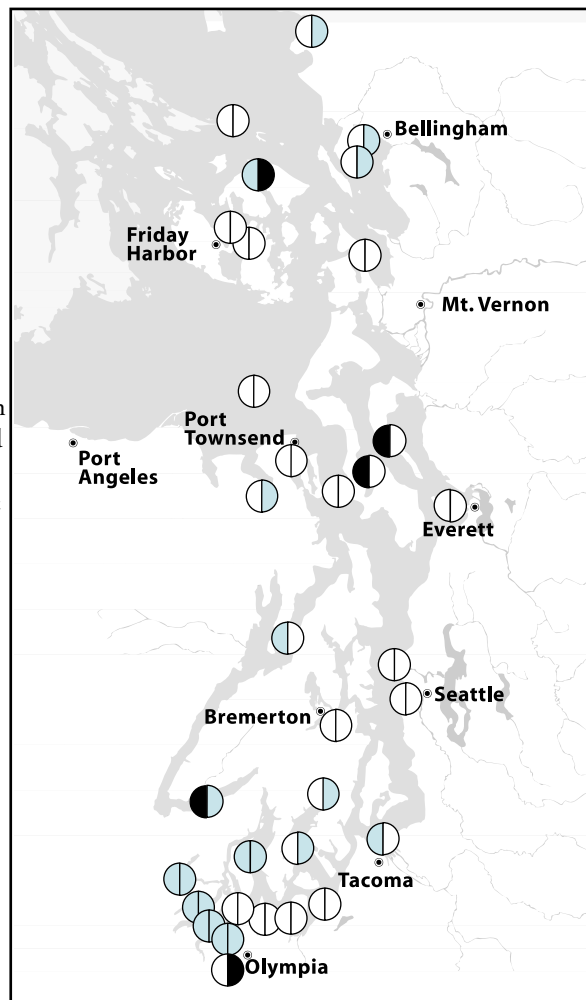 Bellingham
Friday
Harbor
Mt. Vernon
Port
Townsend
Port
Angeles
Everett
Seattle
Bremerton
Tacoma
Olympia